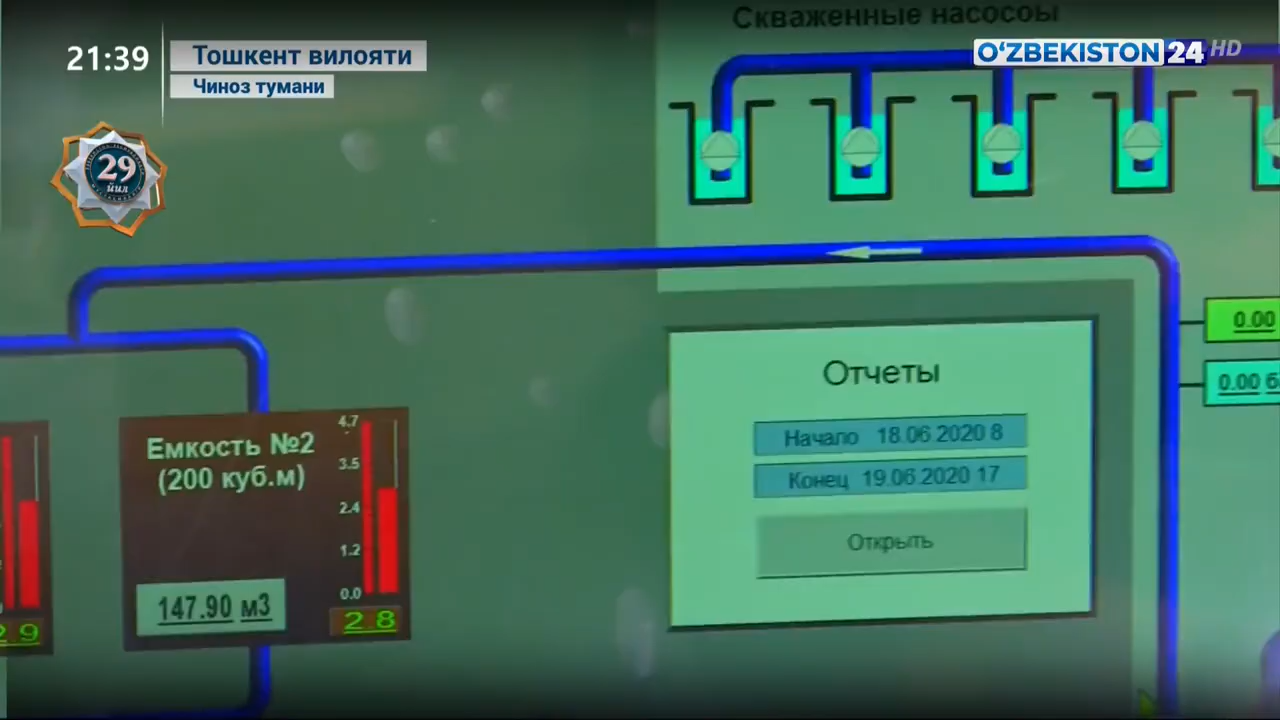 21:39
Тошкент вилояти
Чиноз тумани
O‘ZBEKISTON 24 HD
29
йил
Скваженные насосы
0.00
0.00
Отчеты
Начало 18.06.2020 8
Конец 19.06.2020 17
Открыть
Емкость №2
(200 куб.м)
4.7
3.5
2.4
1.2
0.0
147.90 м3
2.8
2.9